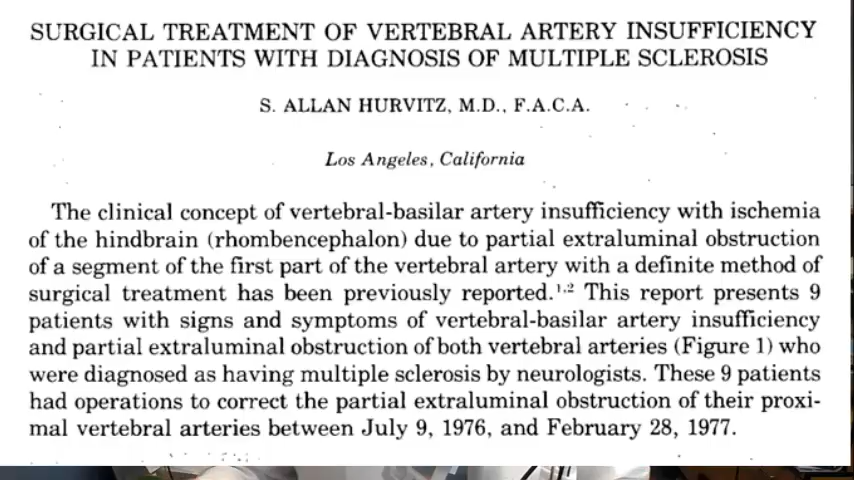 SURGICAL TREATMENT OF VERTEBRAL ARTERY INSUFFICIENCY
IN PATIENTS WITH DIAGNOSIS OF MULTIPLE SCLEROSIS
S. ALLAN HURVITZ, M.D., F.A.C.A.
Los Angeles, California
The clinical concept of vertebral-basilar artery insufficiency with ischemia
of the hindbrain (rhombencephalon) due to partial extraluminal obstruction
of a segment of the first part of the vertebral artery with a definite method of
surgical treatment has been previously reported.¹,² This report presents 9
patients with signs and symptoms of vertebral-basilar artery insufficiency
and partial extraluminal obstruction of both vertebral arteries (Figure 1) who
were diagnosed as having multiple sclerosis by neurologists. These 9 patients
had operations to correct the partial extraluminal obstruction of their proxi-
mal vertebral arteries between July 9, 1976, and February 28, 1977.